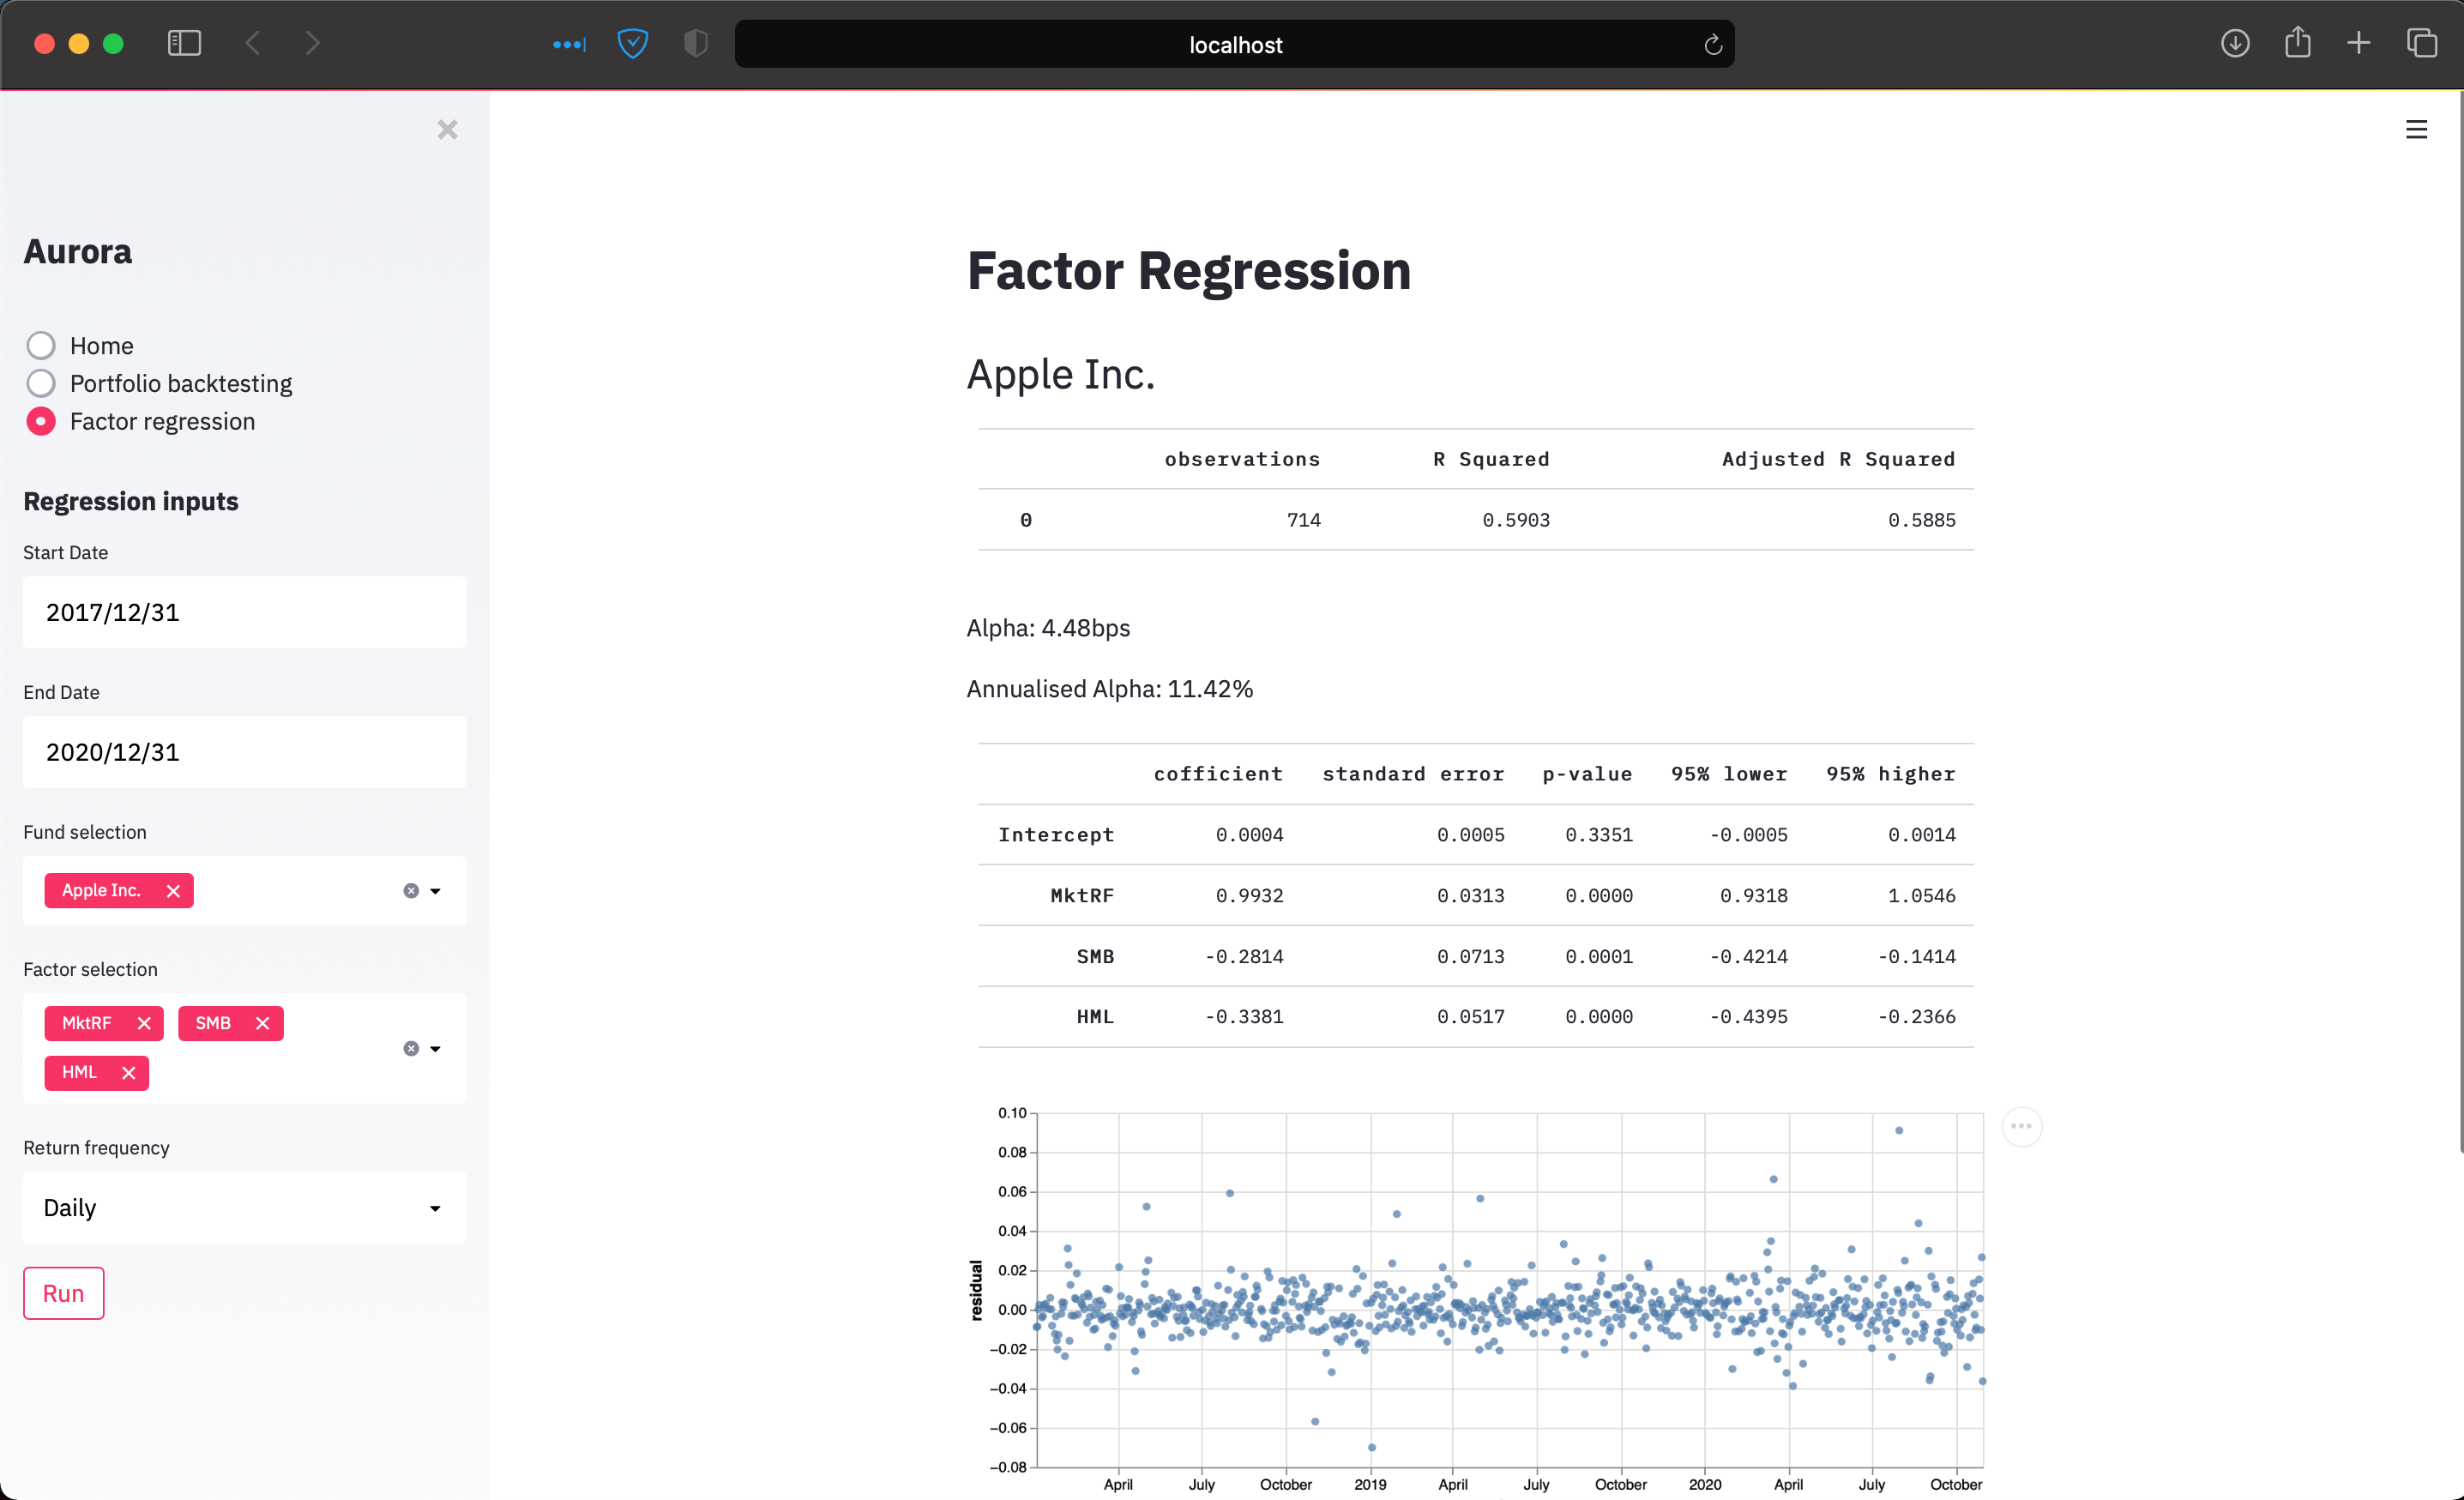 localhost
Aurora
Home
Portfolio backtesting
Factor regression
Regression inputs
Start Date
2017/12/31
End Date
2020/12/31
Fund selection
Apple Inc.
Factor selection
MktRF SMB
HML
Return frequency
Daily
Run
Factor Regression
Apple Inc.
observations R Squared Adjusted R Squared
0 714 0.5903 0.5885
Alpha: 4.48bps
Annualised Alpha: 11.42%
cofficient standard error p-value 95% lower 95% higher
Intercept 0.0004 0.0005 0.3351 -0.0005 0.0014
MktRF 0.9932 0.0313 0.0000 0.9318 1.0546
SMB -0.2814 0.0713 0.0001 -0.4214 -0.1414
HML -0.3381 0.0517 0.0000 -0.4395 -0.2366
0.10
0.08
0.06
0.04
0.02
0.00
−0.02
−0.04
−0.06
−0.08
residual
April July October 2019 April July October 2020 April July October